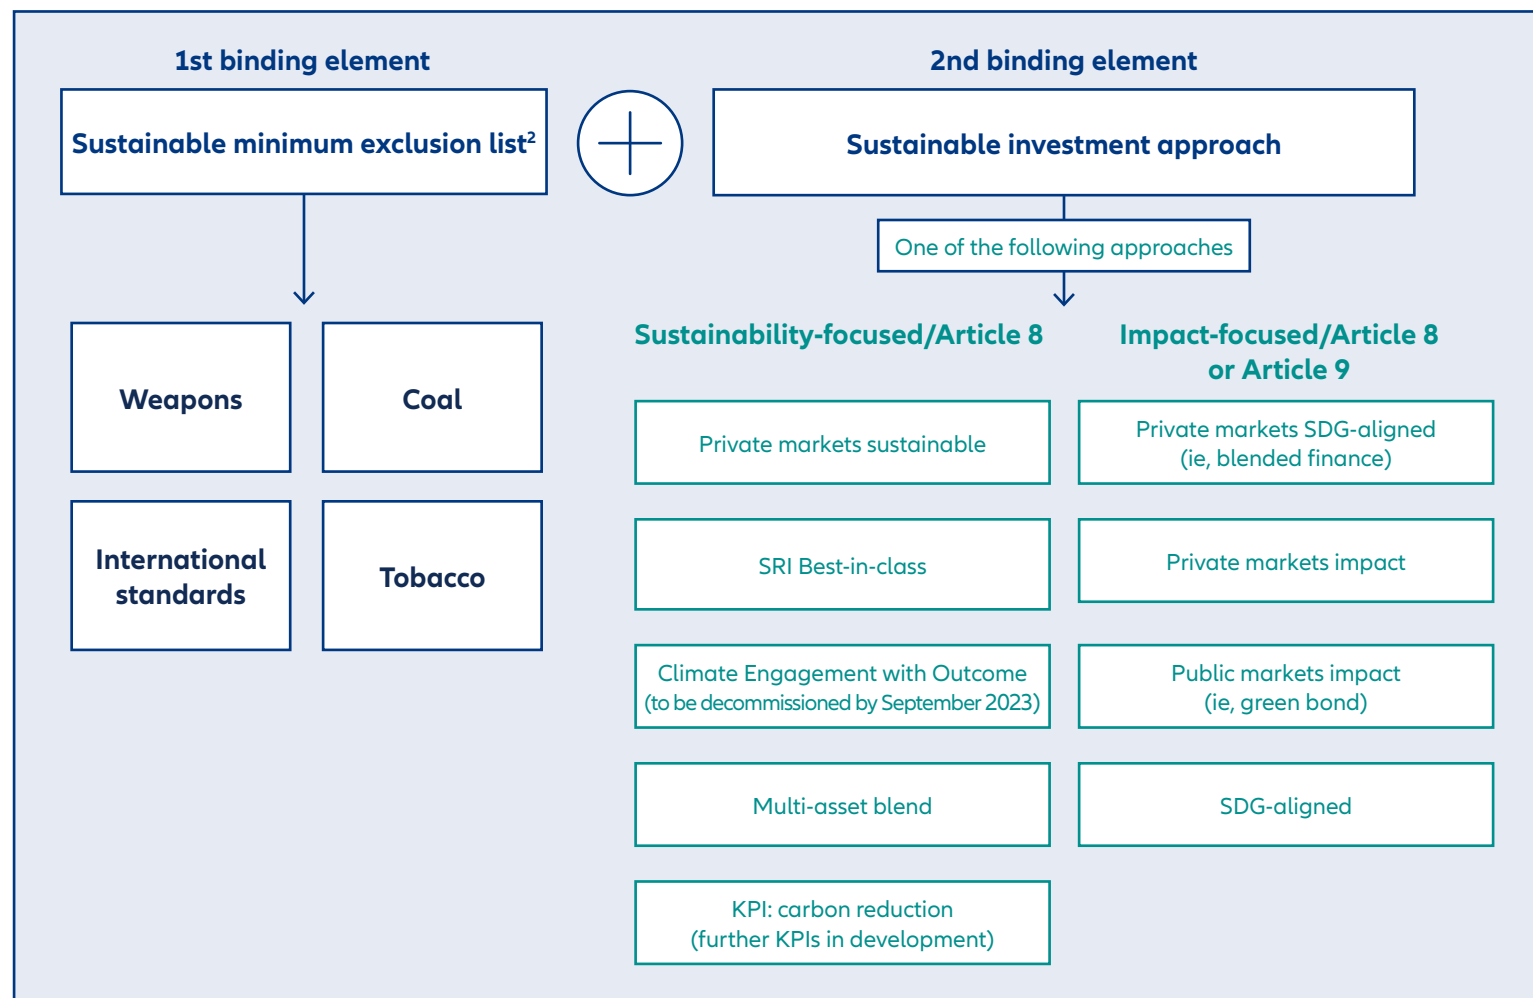 1st binding element
Sustainable minimum exclusion list²
Weapons
Coal
International
standards
Tobacco
2nd binding element
Sustainable investment approach
One of the following approaches
Sustainability-focused/Article 8
Private markets sustainable
SRI Best-in-class
Climate Engagement with Outcome
(to be decommissioned by September 2023)
Multi-asset blend
KPI: carbon reduction
(further KPIs in development)
Impact-focused/Article 8
or Article 9
Private markets SDG-aligned
(ie, blended finance)
Private markets impact
Public markets impact
(ie, green bond)
SDG-aligned